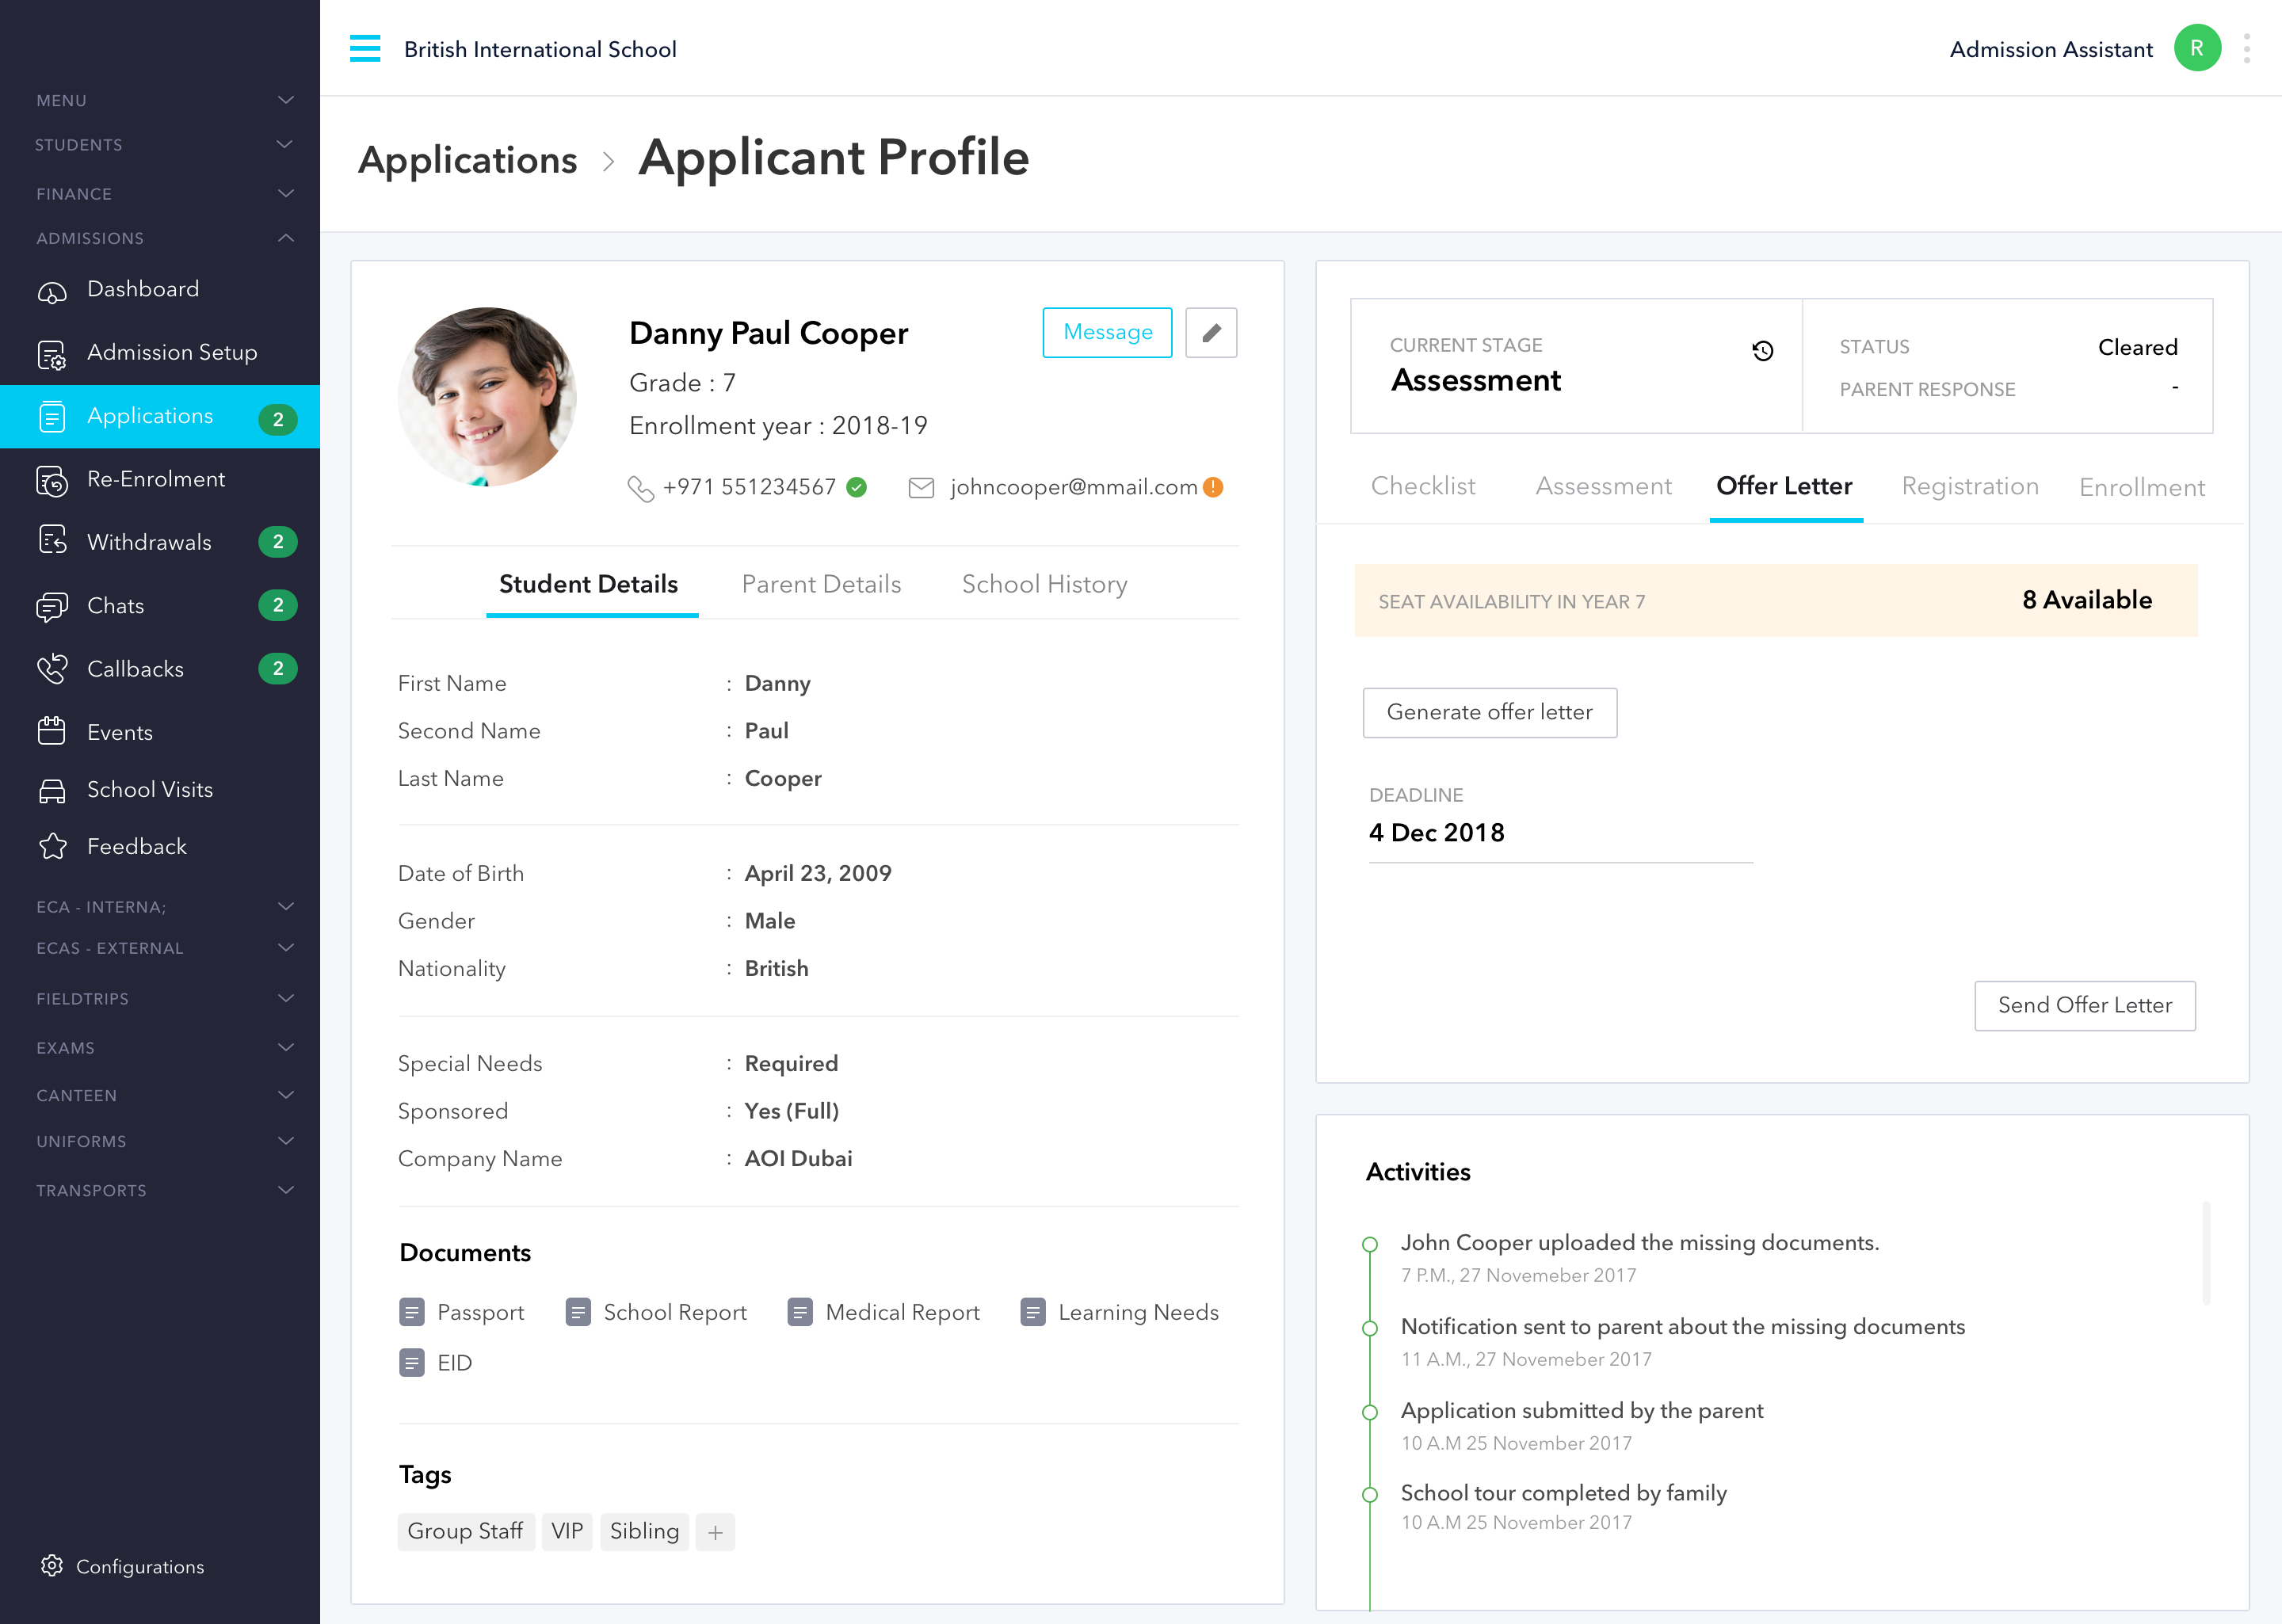 British International School
Admission Assistant
R
MENU
STUDENTS
FINANCE
ADMISSIONS
Dashboard
Admission Setup
Applications 2
Re-Enrolment
Withdrawals 2
Chats 2
Callbacks 2
Events
School Visits
Feedback
ECA - INTERNA;
ECAS - EXTERNAL
FIELDTRIPS
EXAMS
CANTEEN
UNIFORMS
TRANSPORTS
Configurations
Applications > Applicant Profile
Danny Paul Cooper
Message
Grade : 7
Enrollment year : 2018-19
+971 551234567
johncooper@mmail.com
Student Details Parent Details School History
First Name : Danny
Second Name : Paul
Last Name : Cooper
Date of Birth : April 23, 2009
Gender : Male
Nationality : British
Special Needs : Required
Sponsored : Yes (Full)
Company Name : AOI Dubai
Documents
Passport School Report Medical Report Learning Needs
EID
Tags
Group Staff VIP Sibling +
CURRENT STAGE
Assessment
STATUS Cleared
PARENT RESPONSE -
Checklist Assessment Offer Letter Registration Enrollment
SEAT AVAILABILITY IN YEAR 7 8 Available
Generate offer letter
DEADLINE
4 Dec 2018
Send Offer Letter
Activities
John Cooper uploaded the missing documents.
7 P.M., 27 Novemeber 2017
Notification sent to parent about the missing documents
11 A.M., 27 Novemeber 2017
Application submitted by the parent
10 A.M 25 November 2017
School tour completed by family
10 A.M 25 November 2017